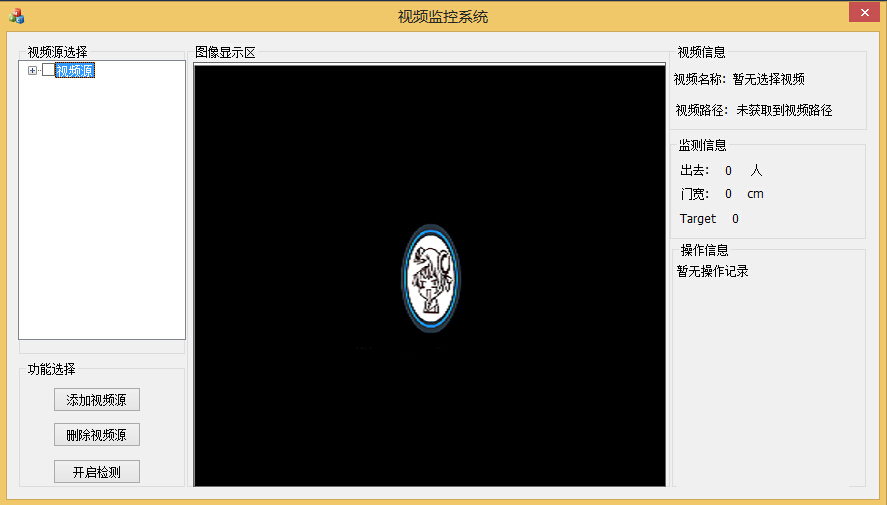 视频监控系统
视频源选择
视频源
功能选择
添加视频源
删除视频源
开启检测
图像显示区
视频信息
视频名称: 暂无选择视频
视频路径: 未获取到视频路径
监测信息
出去: 0 人
门宽: 0 cm
Target 0
操作信息
暂无操作记录